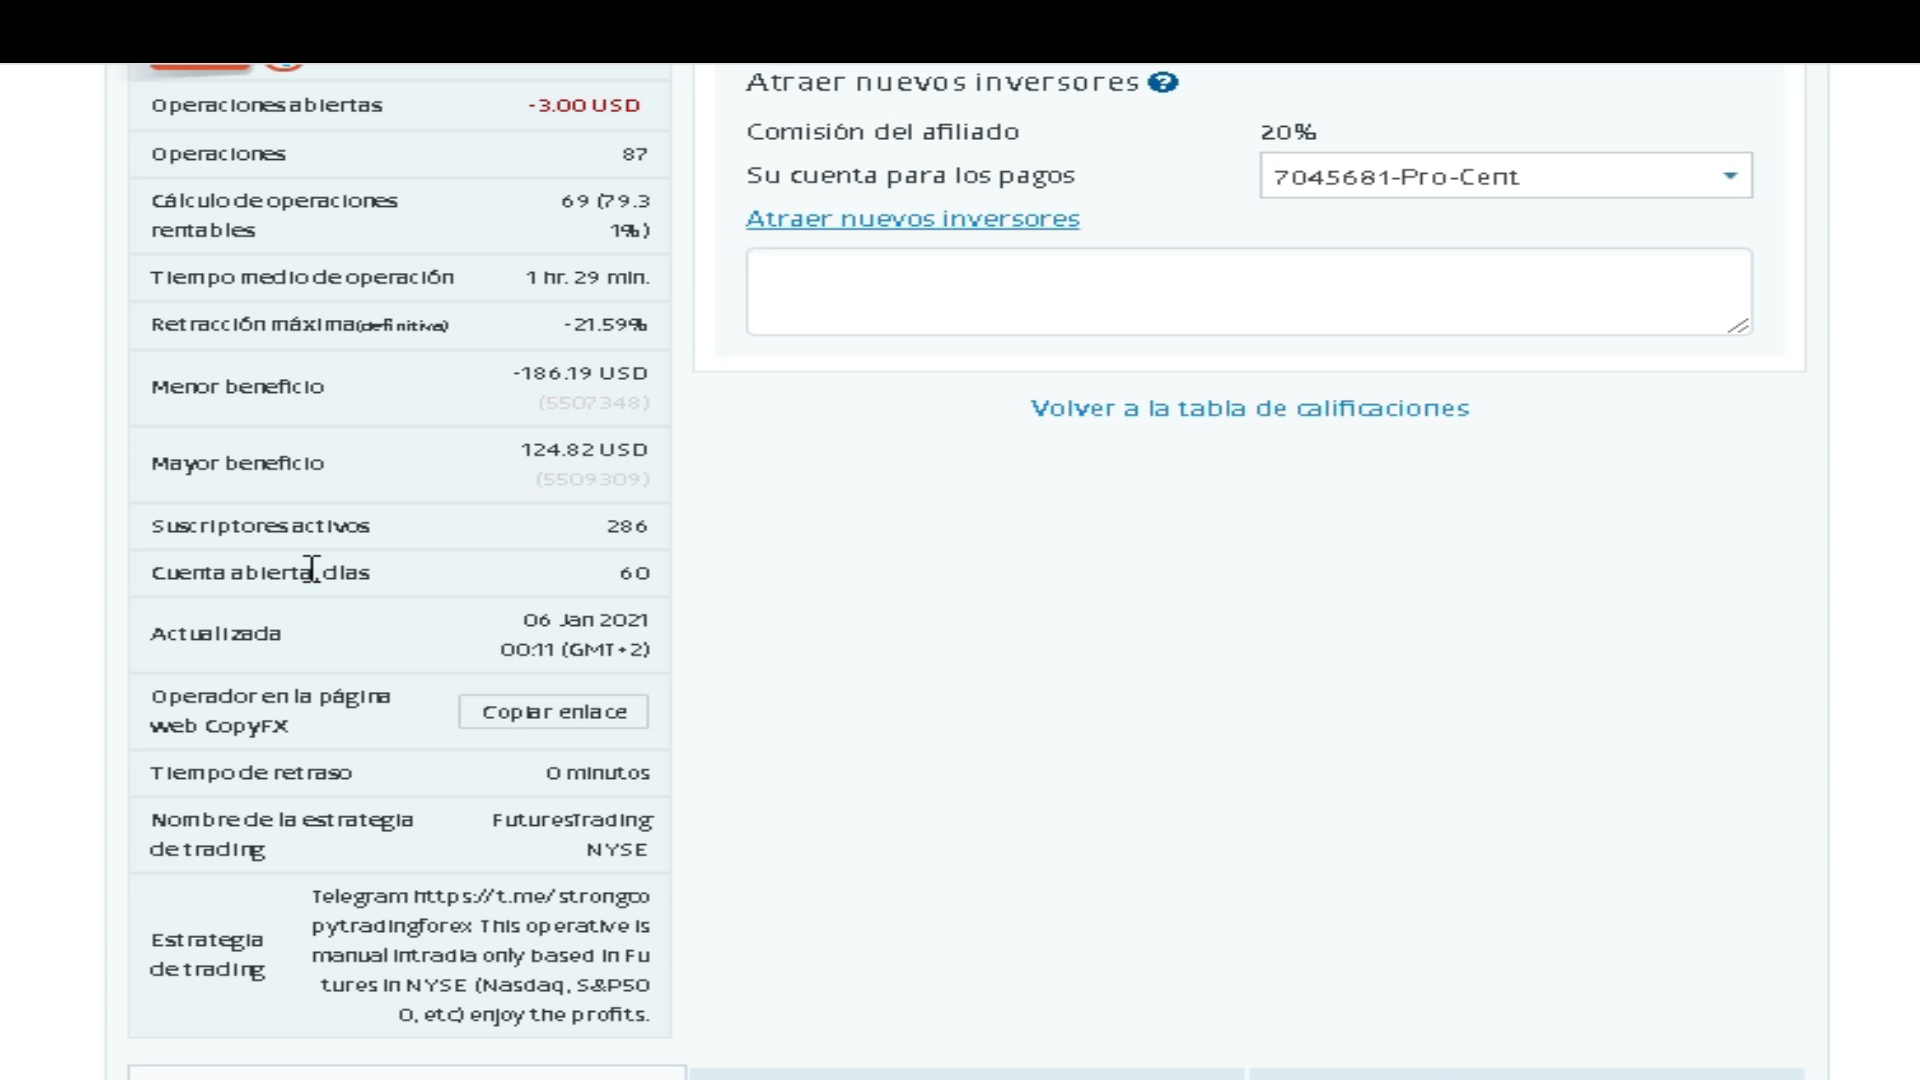 Operaciones abiertas -3.00 USD
Operaciones 87
Cálculo de operaciones rentables 69 (79.31%)
Tiempo medio de operación 1 hr. 29 min.
Retracción máxima(definitiva) -21.59%
Menor beneficio -186.19 USD
(5507348)
Mayor beneficio 124.82 USD
(5509309)
Suscriptores activos 286
Cuenta abierta, días 60
Actualizada 06 Jan 2021
00:11 (GMT+2)
Operador en la página
web CopyFX
Copiar enlace
Tiempo de retraso 0 minutos
Nombre de la estrategia
de trading
FuturesTrading
NYSE
Estrategia
de trading
Telegram https://t.me/strongco
pytradingforex This operative is
manual intradia only based in Fu
tures in NYSE (Nasdaq, S&P50
0, etc) enjoy the profits.
Atraer nuevos inversores ?
Comisión del afiliado 20%
Su cuenta para los pagos 7045681-Pro-Cent
Atraer nuevos inversores
Volver a la tabla de calificaciones